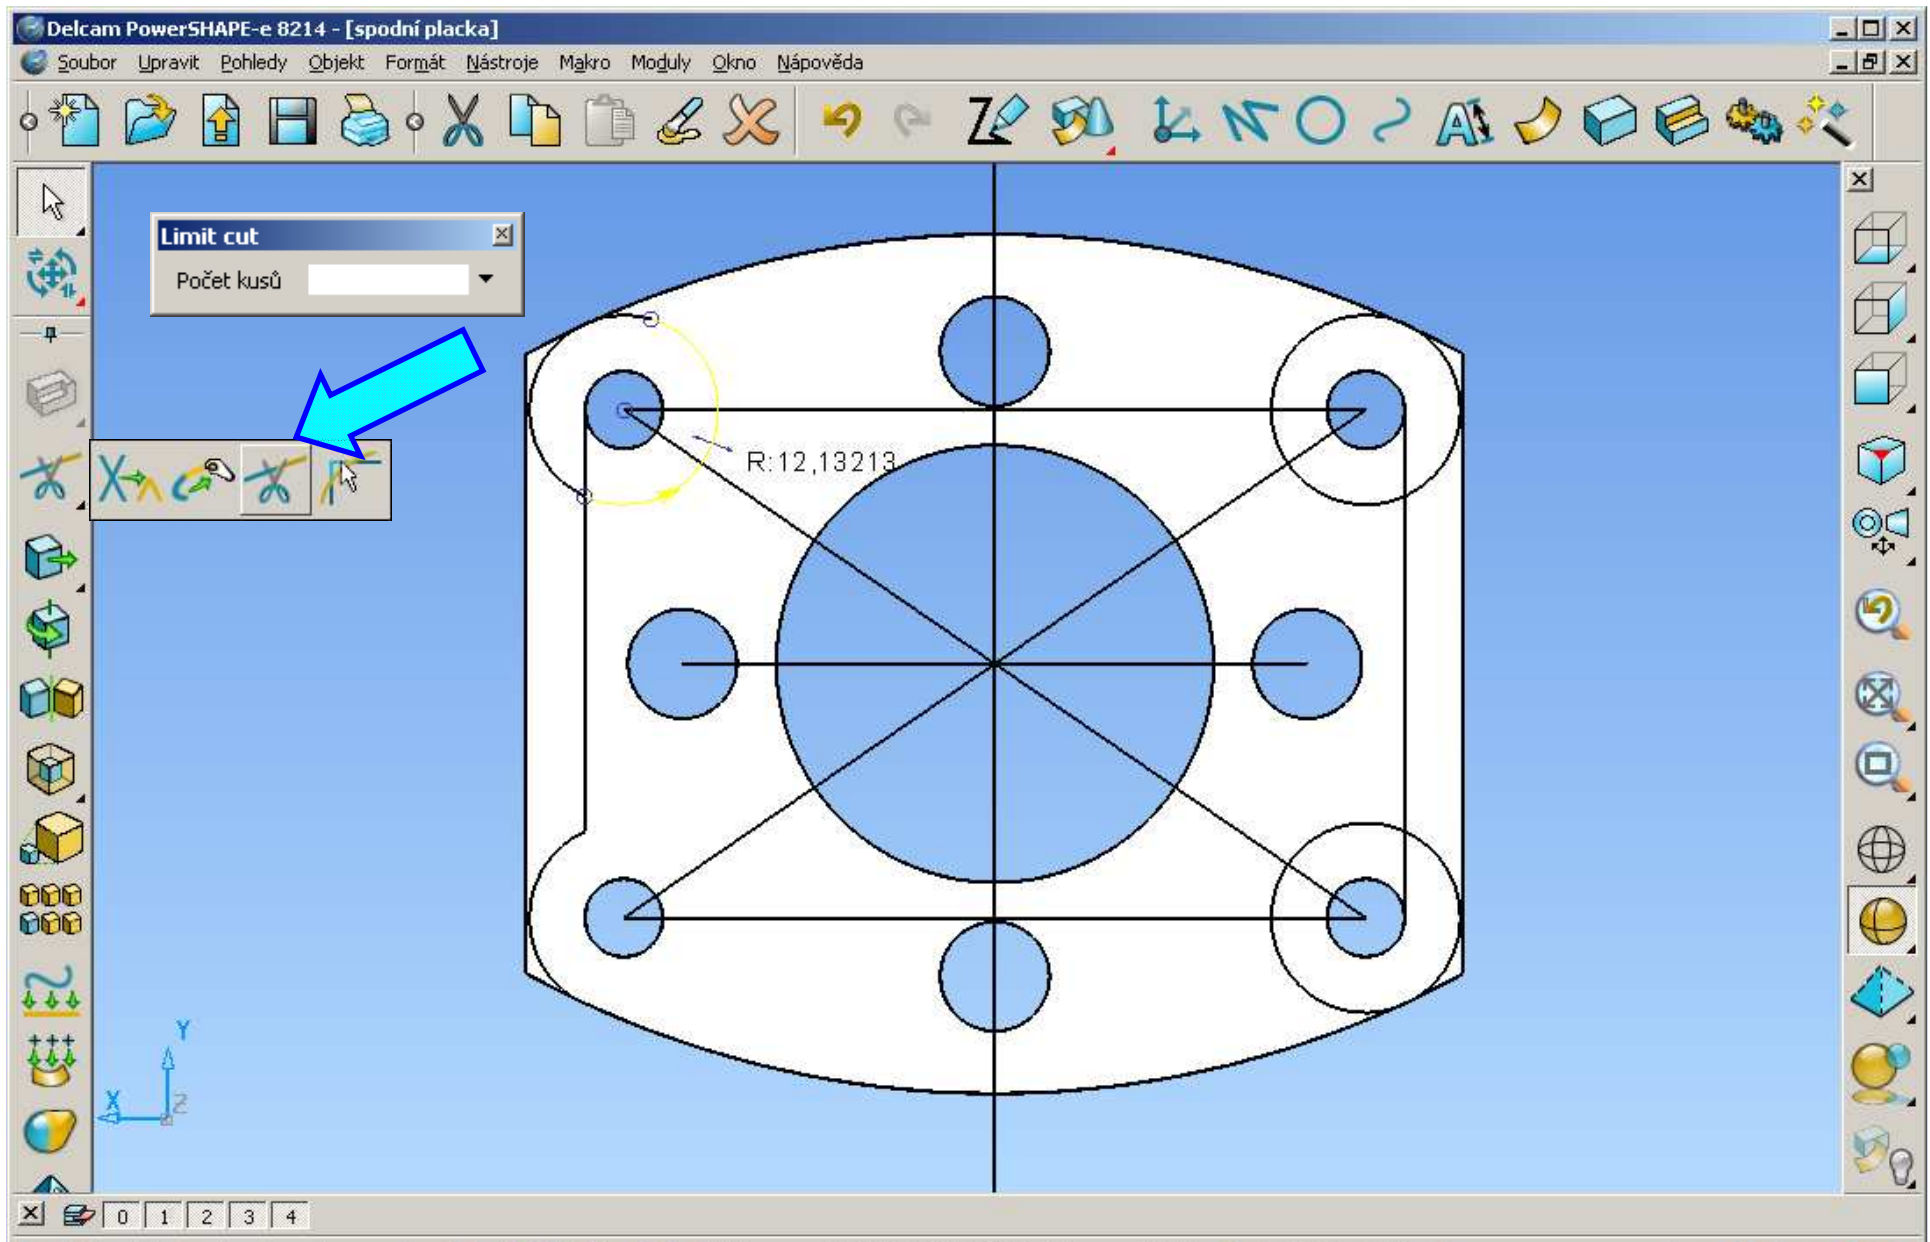 Delcam PowerSHAPE-e 8214 - [spodní placka]
Soubor Upravit Pohledy Objekt Formát Nástroje Makro Moduly Okno Nápověda
Limit cut
Počet kusů
R:12,13213
Y
X
Z
0 1 2 3 4